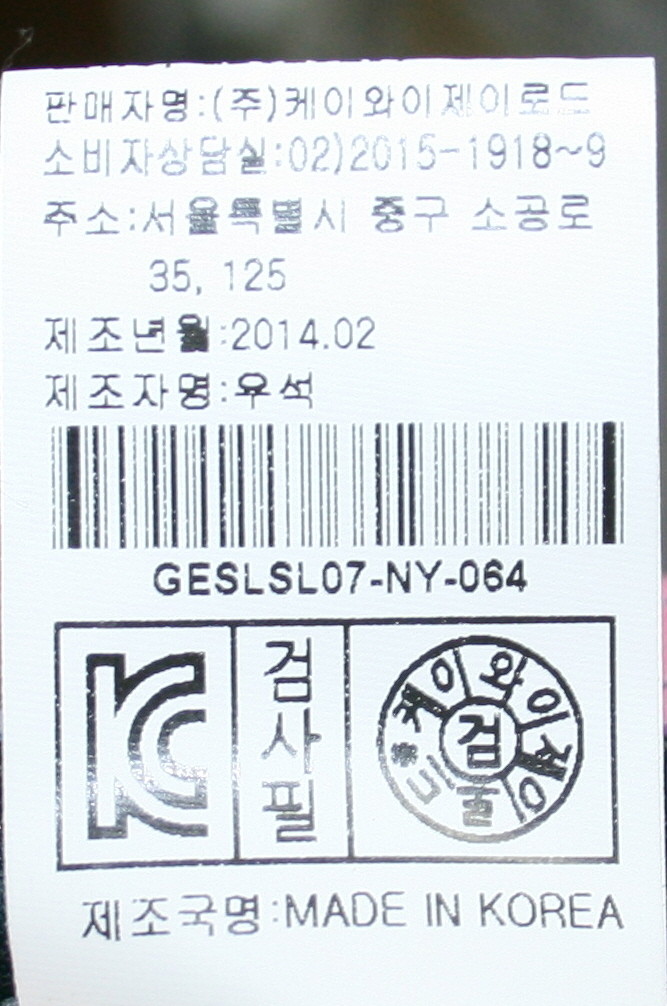 판매자명:(주)케이와이제이로드
소비자상담실:02)2015-1918~9
주소:서울특별시 중구 소공로
35, 125
제조년월:2014.02
제조자명:우석
GESLSL07-NY-064
KC
검사필
케이와이제이
검
제조국명:MADE IN KOREA